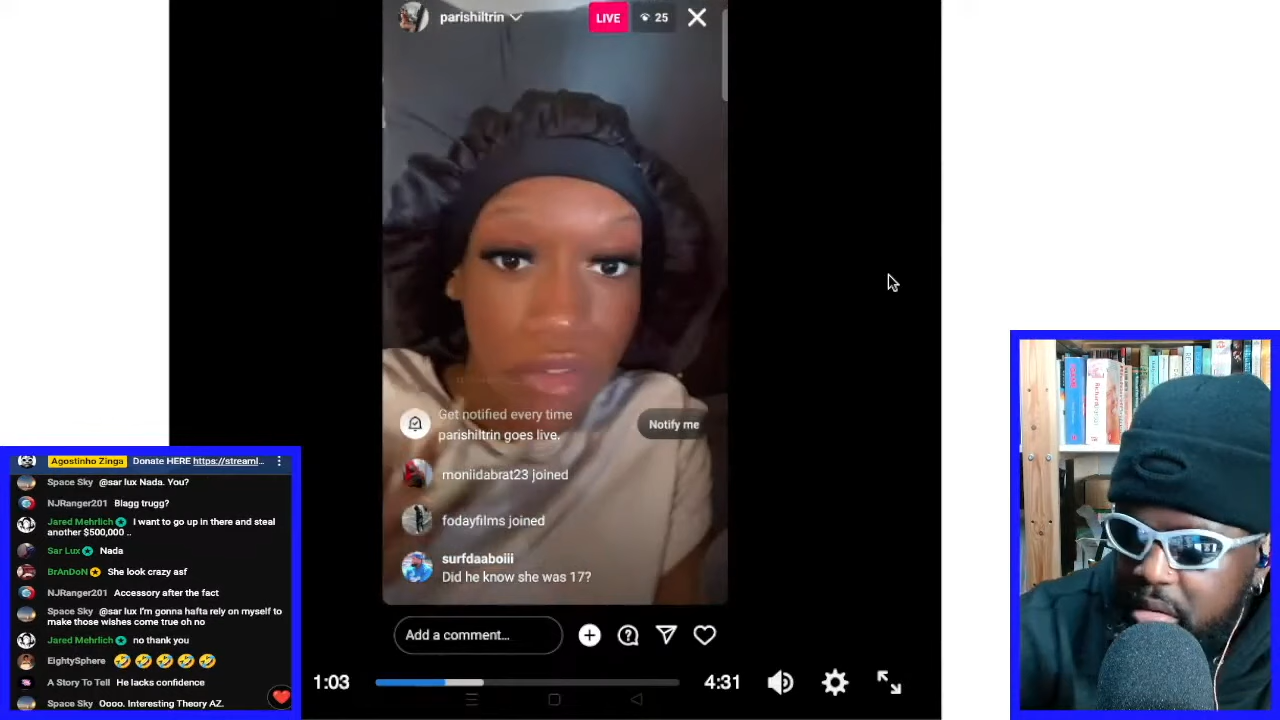 parishiltrin
LIVE
25
Get notified every time
parishiltrin goes live.
Notify me
moniidabrat23 joined
fodayfilms joined
surfdaaboiii
Did he know she was 17?
Add a comment...
1:03
4:31
Agostinho Zinga Donate HERE https://streaml...
Space Sky @sar lux Nada. You?
NJRanger201 Blagg trugg?
Jared Mehrlich I want to go up in there and steal
another $500,000 ..
Sar Lux Nada
BrAnDoN She look crazy asf
NJRanger201 Accessory after the fact
Space Sky @sar lux I'm gonna hafta rely on myself to
make those wishes come true oh no
Jared Mehrlich no thank you
EightySphere 🤣🤣🤣🤣🤣
A Story To Tell He lacks confidence
Space Sky Oooo. Interesting Theory AZ.